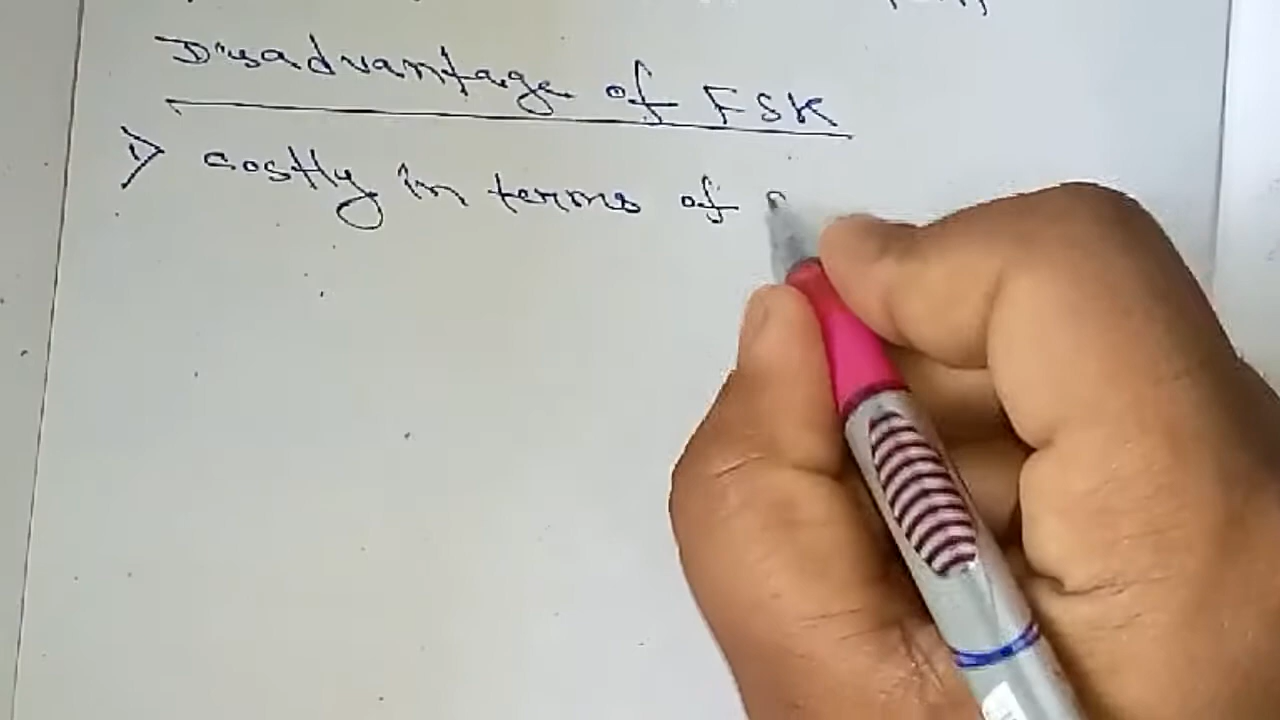 Disadvantage of FSK
1) costly in terms of